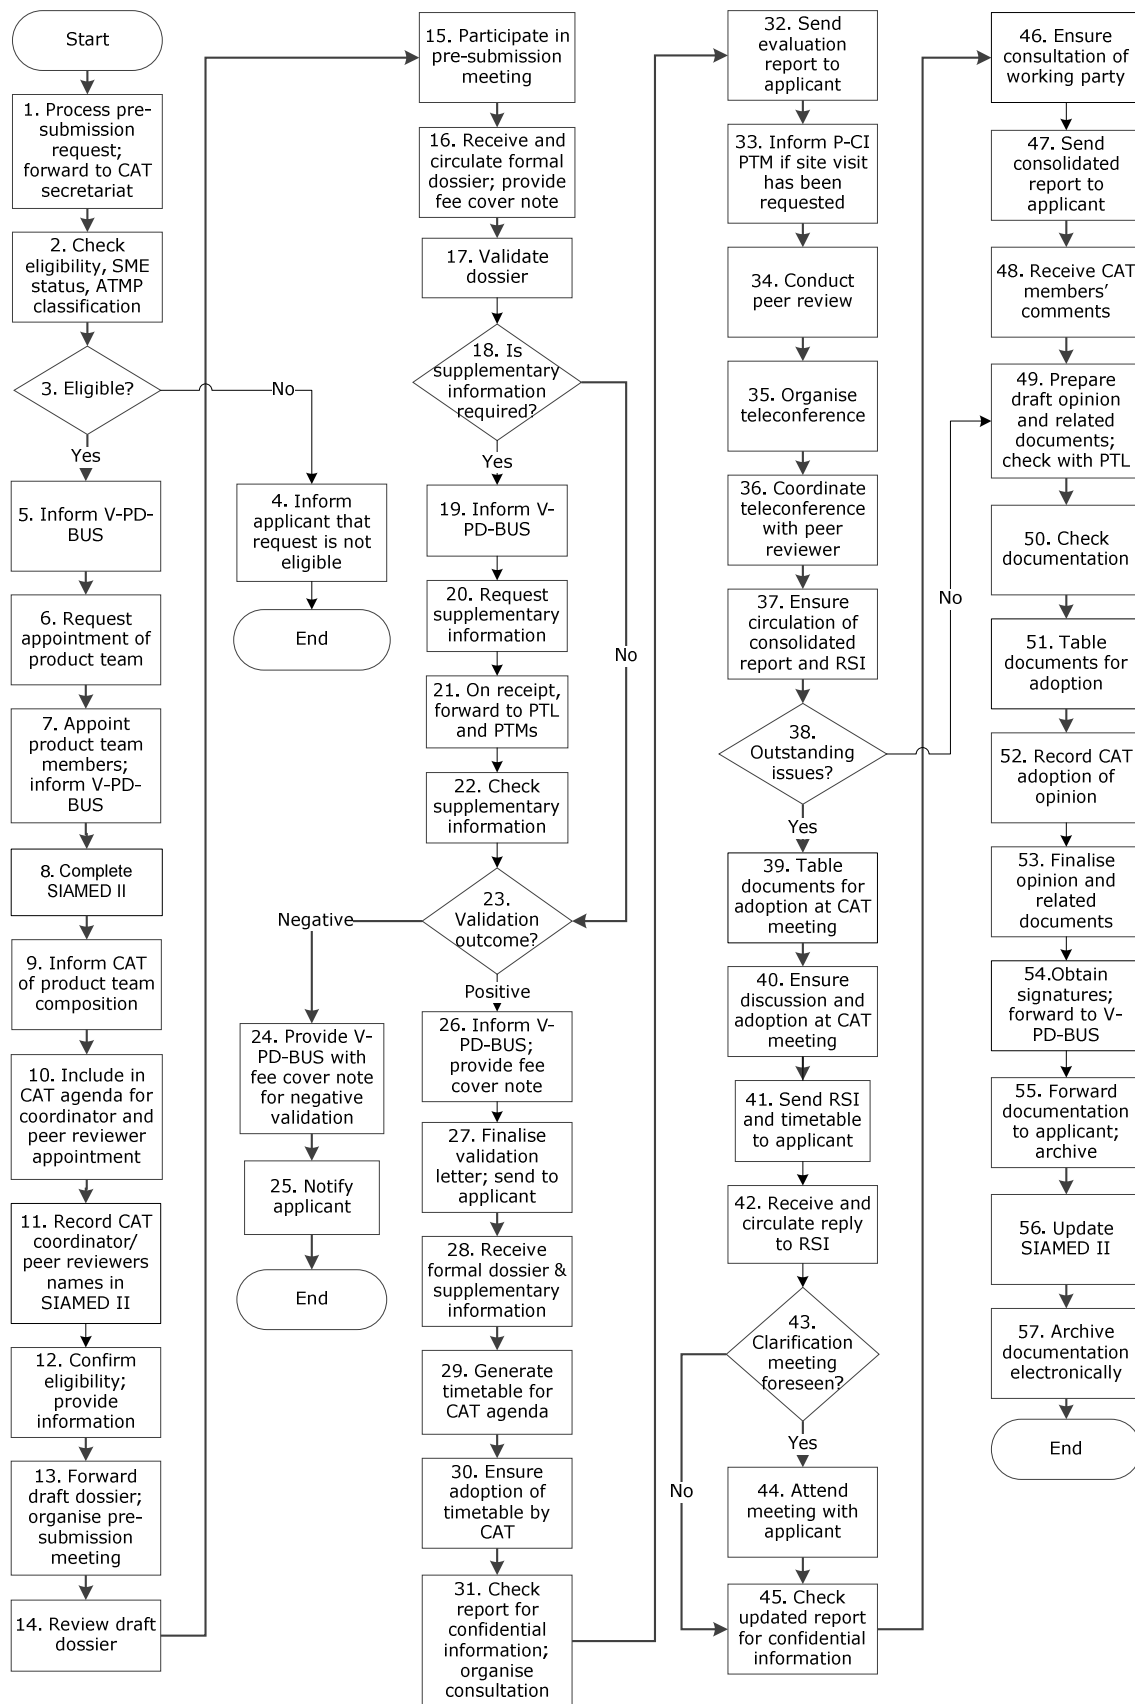 Start
1. Process pre-
submission
request;
forward to CAT
secretariat
2. Check
eligibility, SME
status, ATMP
classification
3. Eligible?
No
Yes
4. Inform
applicant that
request is not
eligible
End
5. Inform V-PD-
BUS
6. Request
appointment of
product team
7. Appoint
product team
members;
inform V-PD-
BUS
8. Complete
SIAMED II
9. Inform CAT
of product team
composition
10. Include in
CAT agenda for
coordinator and
peer reviewer
appointment
11. Record CAT
coordinator/
peer reviewers
names in
SIAMED II
12. Confirm
eligibility;
provide
information
13. Forward
draft dossier;
organise pre-
submission
meeting
14. Review draft
dossier
15. Participate in
pre-submission
meeting
16. Receive and
circulate formal
dossier; provide
fee cover note
17. Validate
dossier
18. Is
supplementary
information
required?
Yes
No
19. Inform V-
PD-BUS
20. Request
supplementary
information
21. On receipt,
forward to PTL
and PTMs
22. Check
supplementary
information
23.
Validation
outcome?
Negative
Positive
24. Provide V-
PD-BUS with
fee cover note
for negative
validation
25. Notify
applicant
End
26. Inform V-
PD-BUS;
provide fee
cover note
27. Finalise
validation
letter; send to
applicant
28. Receive
formal dossier &
supplementary
information
29. Generate
timetable for
CAT agenda
30. Ensure
adoption of
timetable by
CAT
31. Check
report for
confidential
information;
organise
consultation
32. Send
evaluation
report to
applicant
33. Inform P-CI
PTM if site visit
has been
requested
34. Conduct
peer review
35. Organise
teleconference
36. Coordinate
teleconference
with peer
reviewer
37. Ensure
circulation of
consolidated
report and RSI
38.
Outstanding
issues?
No
Yes
39. Table
documents for
adoption at CAT
meeting
40. Ensure
discussion and
adoption at CAT
meeting
41. Send RSI
and timetable
to applicant
42. Receive and
circulate reply
to RSI
43.
Clarification
meeting
foreseen?
Yes
No
44. Attend
meeting with
applicant
45. Check
updated report
for confidential
information
46. Ensure
consultation of
working party
47. Send
consolidated
report to
applicant
48. Receive CAT
members’
comments
49. Prepare
draft opinion
and related
documents;
check with PTL
50. Check
documentation
51. Table
documents for
adoption
52. Record CAT
adoption of
opinion
53. Finalise
opinion and
related
documents
54.Obtain
signatures;
forward to V-
PD-BUS
55. Forward
documentation
to applicant;
archive
56. Update
SIAMED II
57. Archive
documentation
electronically
End